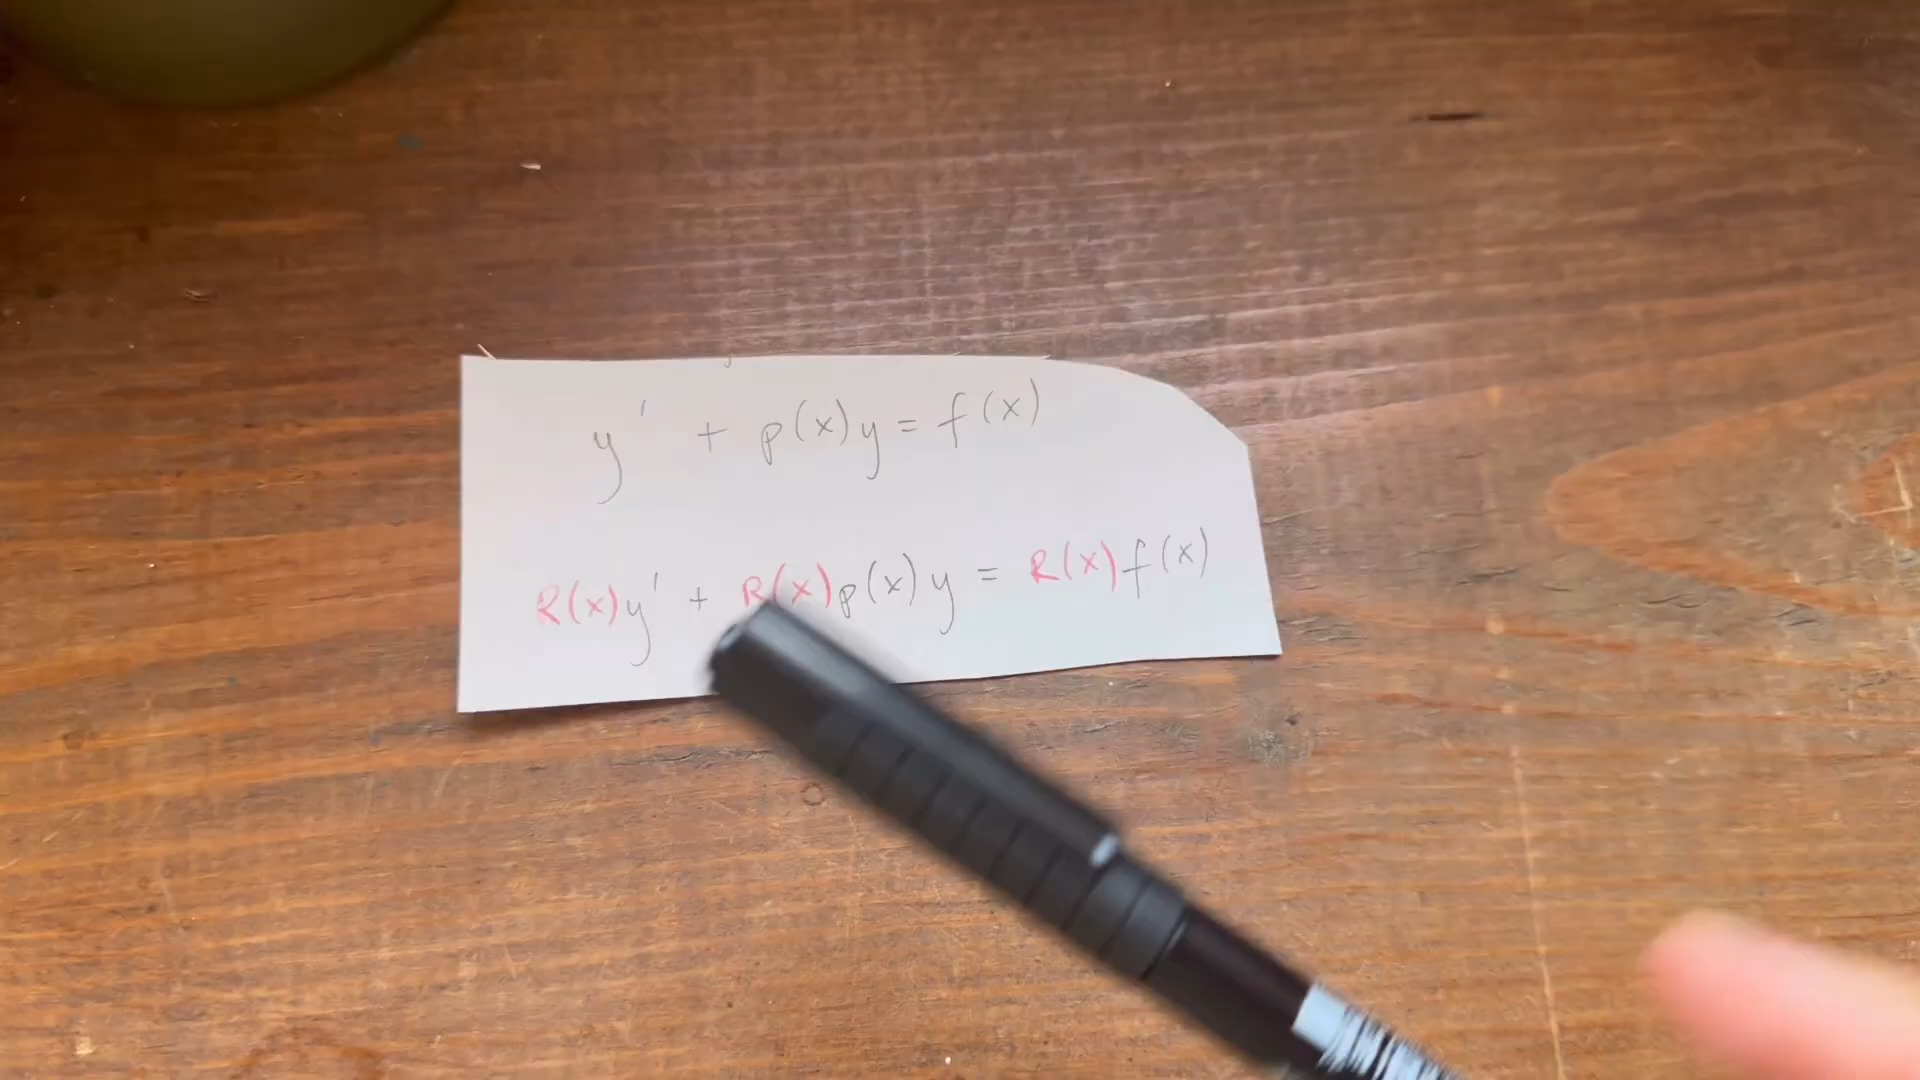 y' + p(x)y = f(x)
R(x)y' + R(x)p(x)y = R(x)f(x)